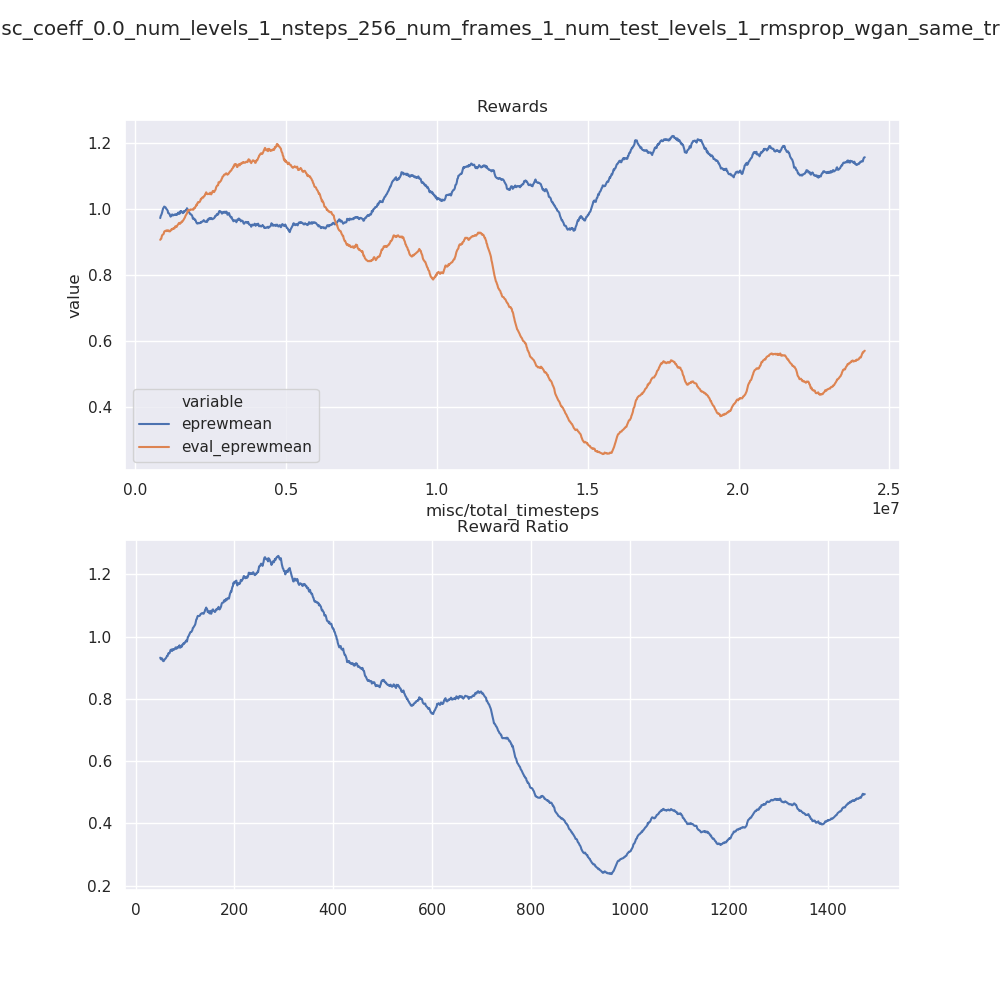 sc_coeff_0.0_num_levels_1_nsteps_256_num_frames_1_num_test_levels_1_rmsprop_wgan_same_tr
Rewards
1.2
1.0
0.8
0.6
0.4
value
variable
eprewmean
eval_eprewmean
0.0 0.5 1.0 1.5 2.0 2.5
1e7
misc/total_timesteps
Reward Ratio
1.2
1.0
0.8
0.6
0.4
0.2
0 200 400 600 800 1000 1200 1400